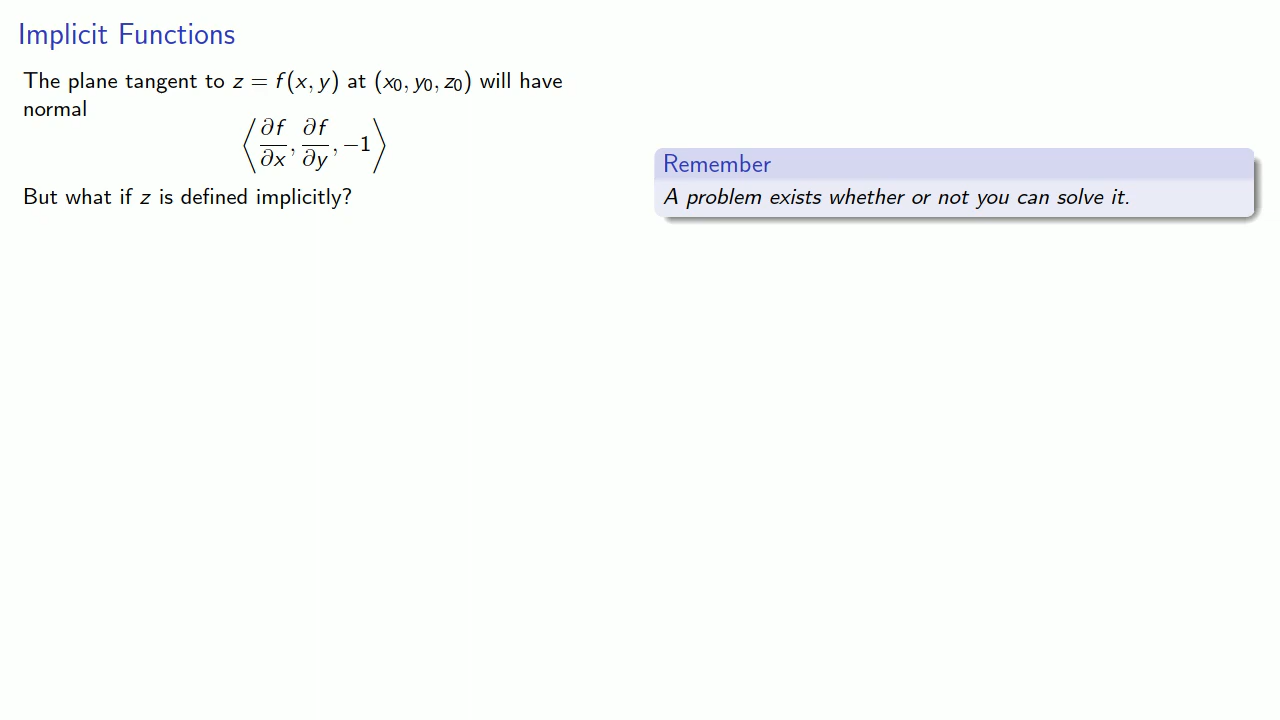 Implicit Functions
The plane tangent to z = f(x, y) at (x₀, y₀, z₀) will have
normal
⟨∂f/∂x, ∂f/∂y, −1⟩
But what if z is defined implicitly?
Remember
A problem exists whether or not you can solve it.